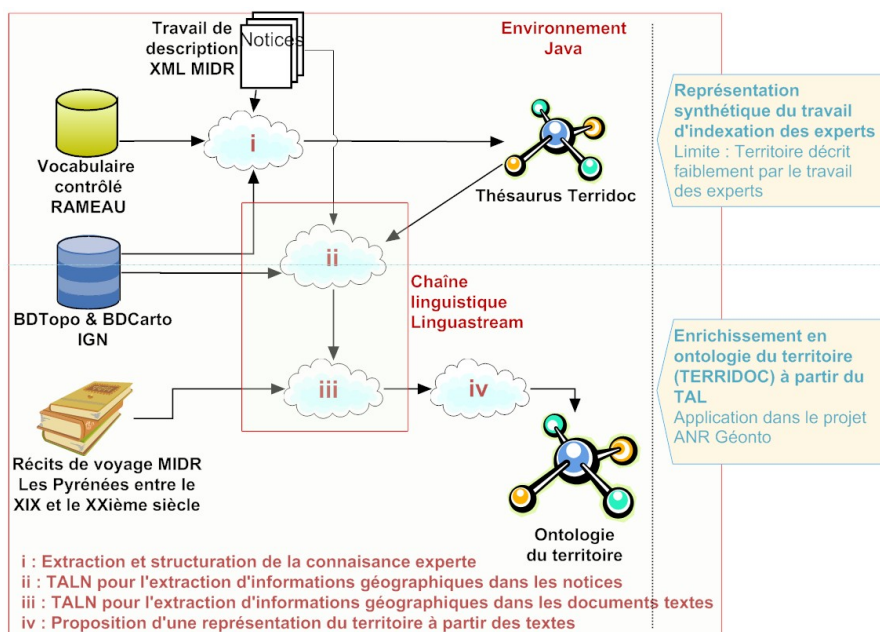 Travail de
description
XML MIDR
Notices
Environnement
Java
i
Vocabulaire
contrôlé
RAMEAU
Thésaurus Terridoc
Représentation
synthétique du travail
d'indexation des experts
Limite : Territoire décrit
faiblement par le travail
des experts
ii
BDTopo & BDCarto
IGN
Chaîne
linguistique
Linguastream
iii
iv
Enrichissement en
ontologie du territoire
(TERRIDOC) à partir du
TAL
Application dans le projet
ANR Géonto
Récits de voyage MIDR
Les Pyrénées entre le
XIX et le XXième siècle
Ontologie
du territoire
i : Extraction et structuration de la connaisance experte
ii : TALN pour l'extraction d'informations géographiques dans les notices
iii : TALN pour l'extraction d'informations géographiques dans les documents textes
iv : Proposition d'une représentation du territoire à partir des textes